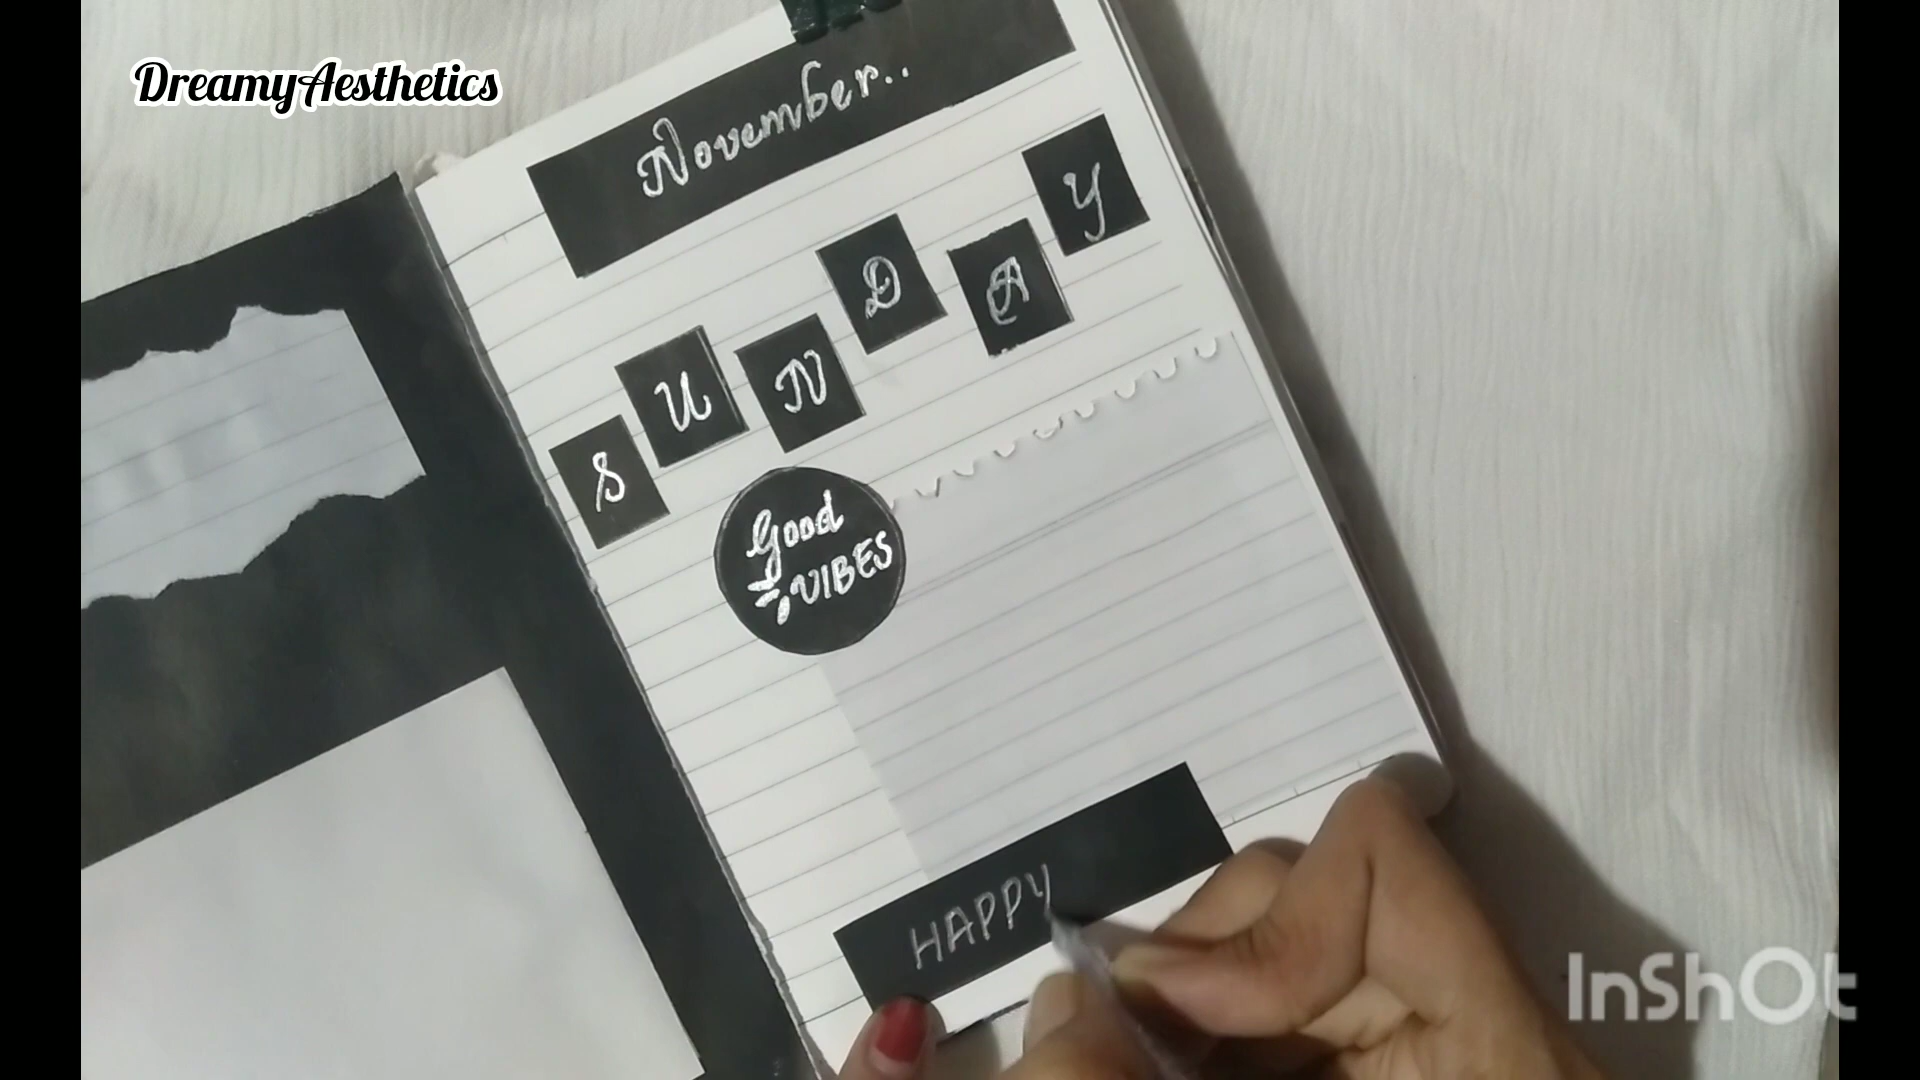 DreamyAesthetics
November..
SUNDAY
Good
VIBES
HAPPY
InShOt